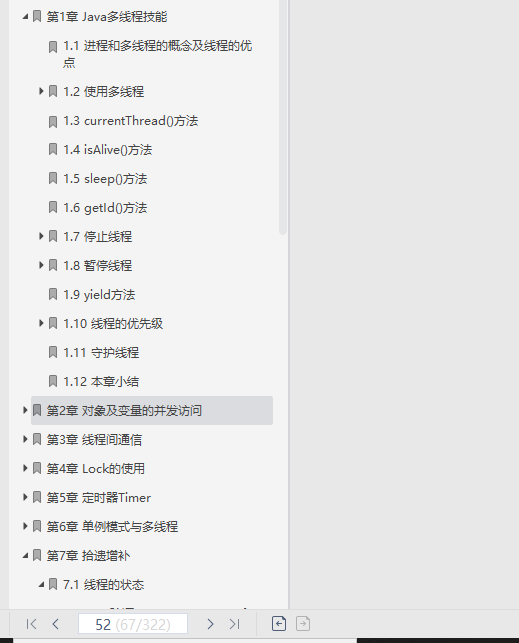 第1章 Java多线程技能
1.1 进程和多线程的概念及线程的优
点
1.2 使用多线程
1.3 currentThread()方法
1.4 isAlive()方法
1.5 sleep()方法
1.6 getId()方法
1.7 停止线程
1.8 暂停线程
1.9 yield方法
1.10 线程的优先级
1.11 守护线程
1.12 本章小结
第2章 对象及变量的并发访问
第3章 线程间通信
第4章 Lock的使用
第5章 定时器Timer
第6章 单例模式与多线程
第7章 拾遗增补
7.1 线程的状态
52 (67/322)